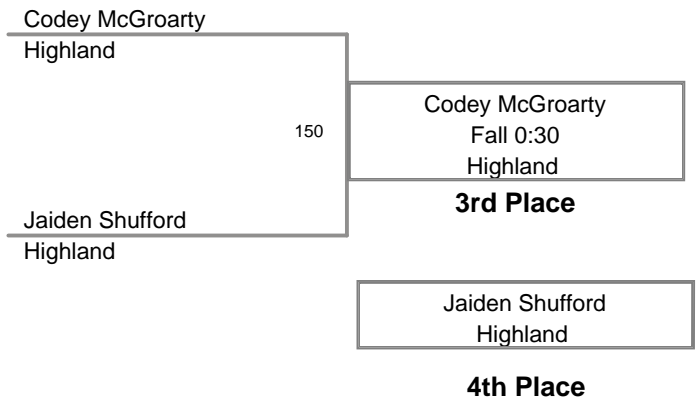 Codey McGroarty
Highland
150
Codey McGroarty
Fall 0:30
Highland
3rd Place
Jaiden Shufford
Highland
Jaiden Shufford
Highland
4th Place